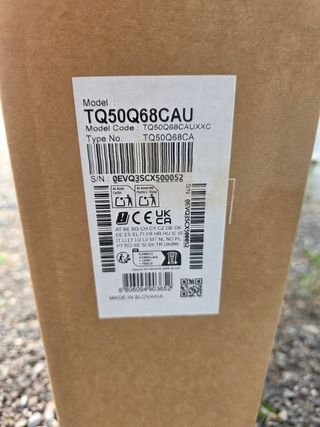 Model :
TQ50Q68CAU
Model Code : TQ50Q68CAUXXC
Type No. TQ50Q68CA
S/N : 0EVQ3SCX500052
0EVQ3SCX500052
UK
CA
AT BE BG CH CY CZ DE DK
EE ES EL FI FR HR HU IE IS
IT LI LT LU LV MT NL NO PL
PT RO SE SI SK TR UK(NI)
8 806094 903652
MADE IN SLOVAKIA